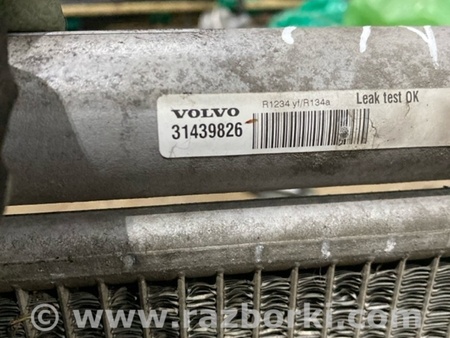 VOLVO
31439826
R1234 yf/R134a
Leak test OK
www.razborki.com